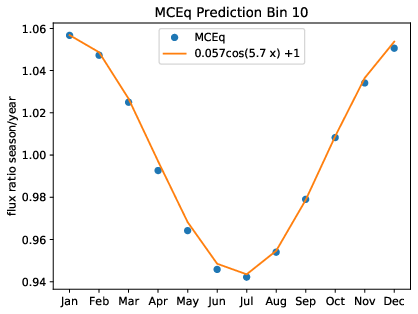 MCEq Prediction Bin 10
MCEq
0.057cos(5.7 x) +1
flux ratio season/year
1.06
1.04
1.02
1.00
0.98
0.96
0.94
Jan Feb Mar Apr May Jun Jul Aug Sep Oct Nov Dec